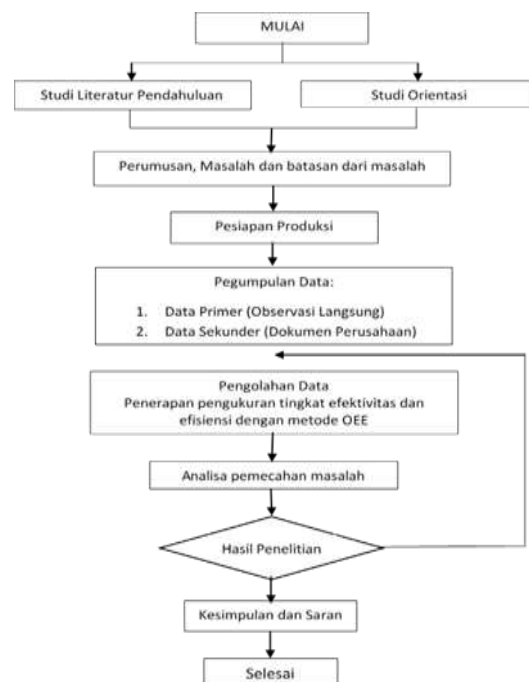 MULAI
Studi Literatur Pendahuluan
Studi Orientasi
Perumusan, Masalah dan batasan dari masalah
Pesiapan Produksi
Pegumpulan Data:
1. Data Primer (Observasi Langsung)
2. Data Sekunder (Dokumen Perusahaan)
Pengolahan Data
Penerapan pengukuran tingkat efektivitas dan
efisiensi dengan metode OEE
Analisa pemecahan masalah
Hasil Penelitian
Kesimpulan dan Saran
Selesai